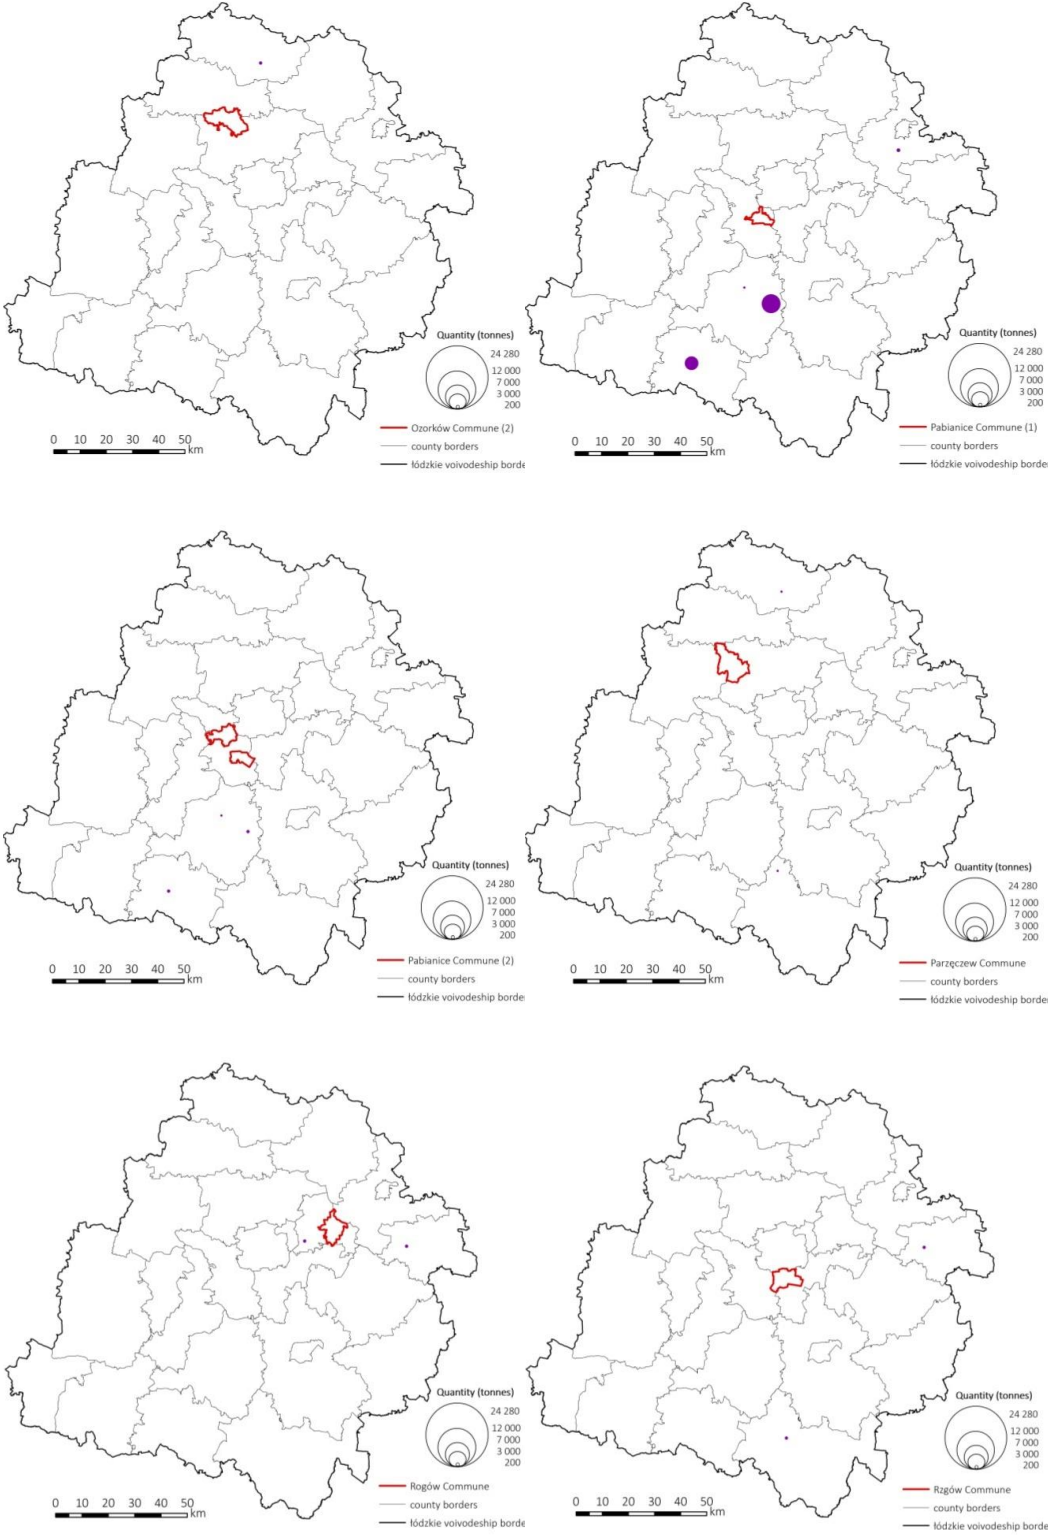 Quantity (tonnes)
24 280
12 000
7 000
3 000
200
Ozorków Commune (2)
county borders
łódzkie voivodeship borde
0 10 20 30 40 50
km
Quantity (tonnes)
24 280
12 000
7 000
3 000
200
Pabianice Commune (1)
county borders
łódzkie voivodeship borde
0 10 20 30 40 50
km
Quantity (tonnes)
24 280
12 000
7 000
3 000
200
Pabianice Commune (2)
county borders
łódzkie voivodeship borde
0 10 20 30 40 50
km
Quantity (tonnes)
24 280
12 000
7 000
3 000
200
Parzęczew Commune
county borders
łódzkie voivodeship borde
0 10 20 30 40 50
km
Quantity (tonnes)
24 280
12 000
7 000
3 000
200
Rogów Commune
county borders
łódzkie voivodeship borde
0 10 20 30 40 50
km
Quantity (tonnes)
24 280
12 000
7 000
3 000
200
Rzgów Commune
county borders
łódzkie voivodeship borde
0 10 20 30 40 50
km